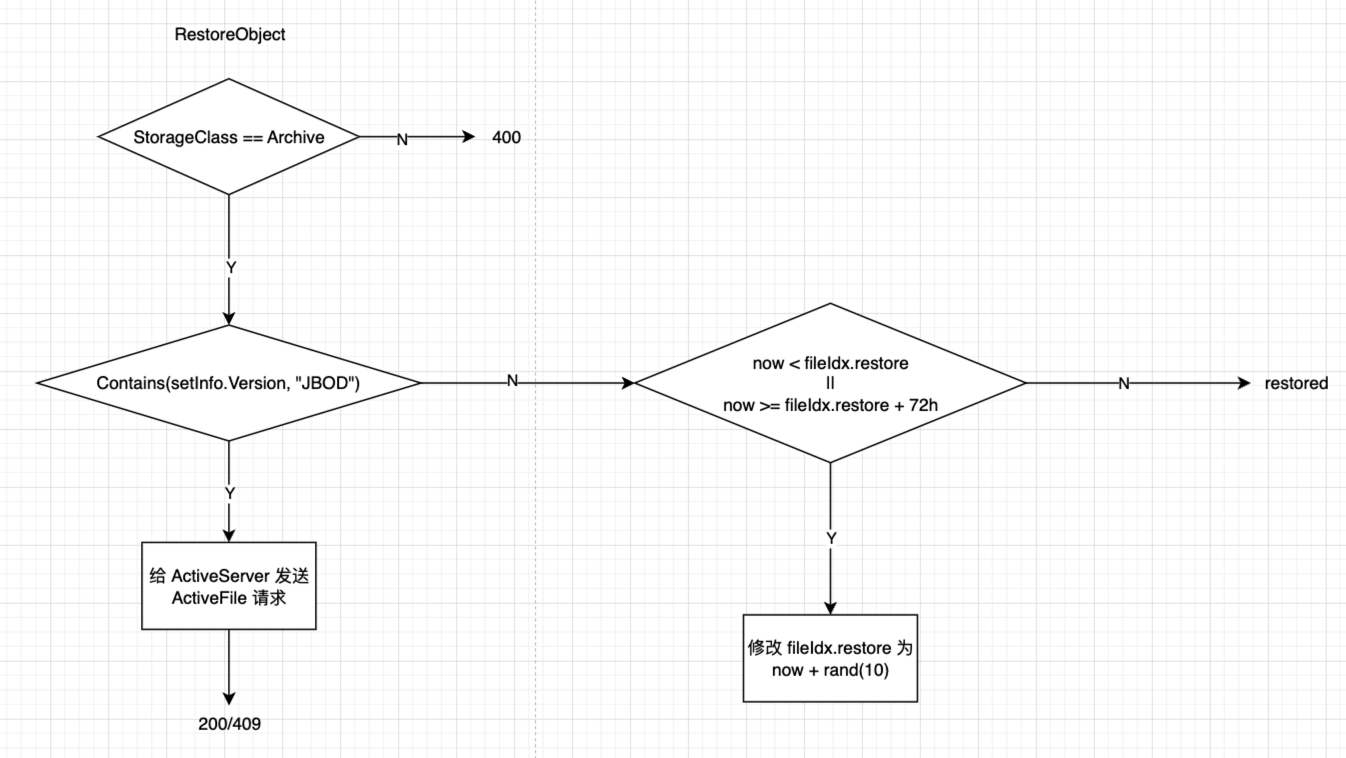 RestoreObject
StorageClass == Archive
N
400
Y
Contains(setInfo.Version, "JBOD")
N
now < fileIdx.restore
||
now >= fileIdx.restore + 72h
N
restored
Y
给 ActiveServer 发送
ActiveFile 请求
200/409
Y
修改 fileIdx.restore 为
now + rand(10)